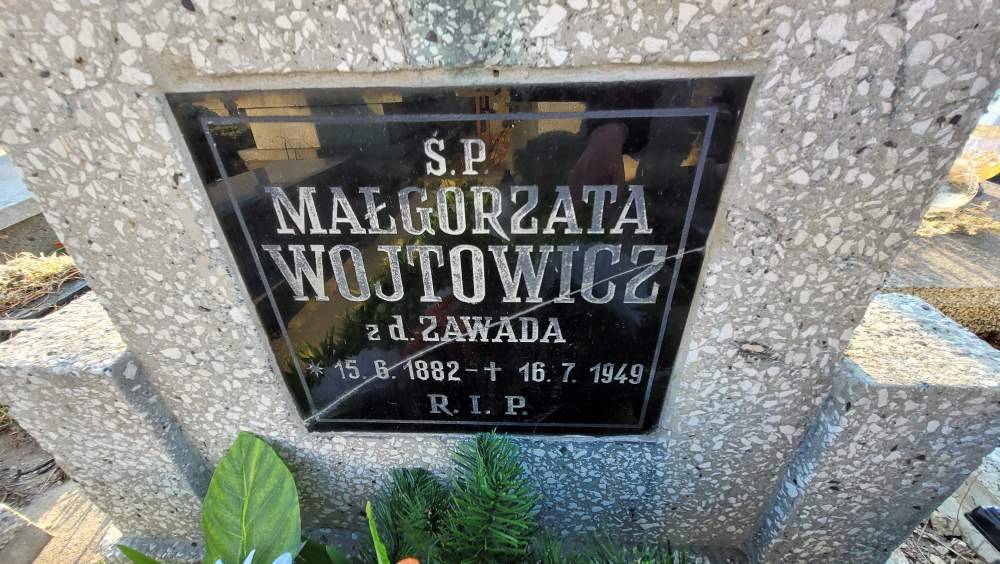 Ś.P.
MAŁGORZATA
WOJTOWICZ
z d. ZAWADA
* 15. 6. 1882 - + 16. 7. 1949
R. I. P.